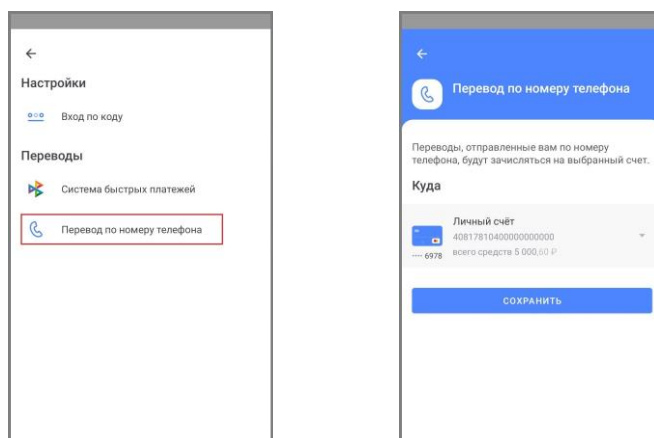 Настройки
Вход по коду
Переводы
Система быстрых платежей
Перевод по номеру телефона
Перевод по номеру телефона
Переводы, отправленные вам по номеру
телефона, будут зачисляться на выбранный счет.
Куда
Личный счёт
40817810400000000000
6978 всего средств 5 000,60 ₽
СОХРАНИТЬ